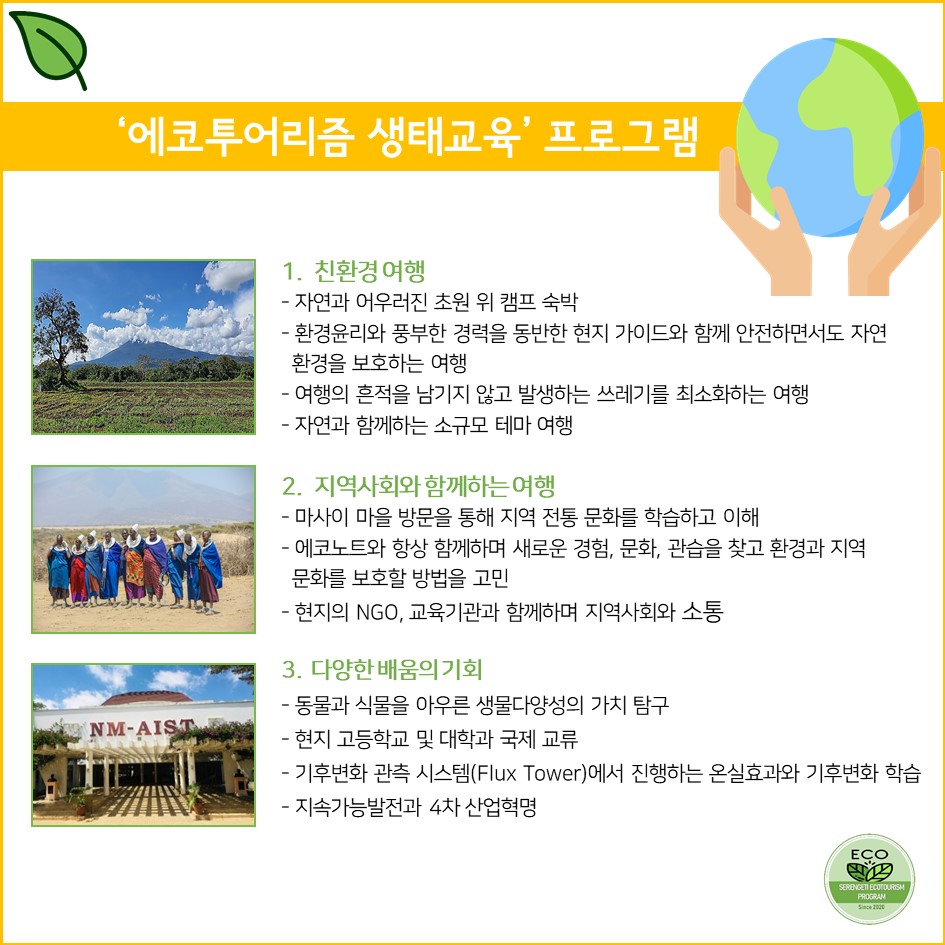 ‘에코투어리즘 생태교육’ 프로그램
1. 친환경 여행
- 자연과 어우러진 초원 위 캠프 숙박
- 환경윤리와 풍부한 경력을 동반한 현지 가이드와 함께 안전하면서도 자연
환경을 보호하는 여행
- 여행의 흔적을 남기지 않고 발생하는 쓰레기를 최소화하는 여행
- 자연과 함께하는 소규모 테마 여행
2. 지역사회와 함께하는 여행
- 마사이 마을 방문을 통해 지역 전통 문화를 학습하고 이해
- 에코노트와 항상 함께하며 새로운 경험, 문화, 관습을 찾고 환경과 지역
문화를 보호할 방법을 고민
- 현지의 NGO, 교육기관과 함께하며 지역사회와 소통
NM-AIST
3. 다양한 배움의 기회
- 동물과 식물을 아우른 생물다양성의 가치 탐구
- 현지 고등학교 및 대학과 국제 교류
- 기후변화 관측 시스템(Flux Tower)에서 진행하는 온실효과와 기후변화 학습
- 지속가능발전과 4차 산업혁명
ECO
SERENGETI ECOTOURISM
PROGRAM
Since 2020